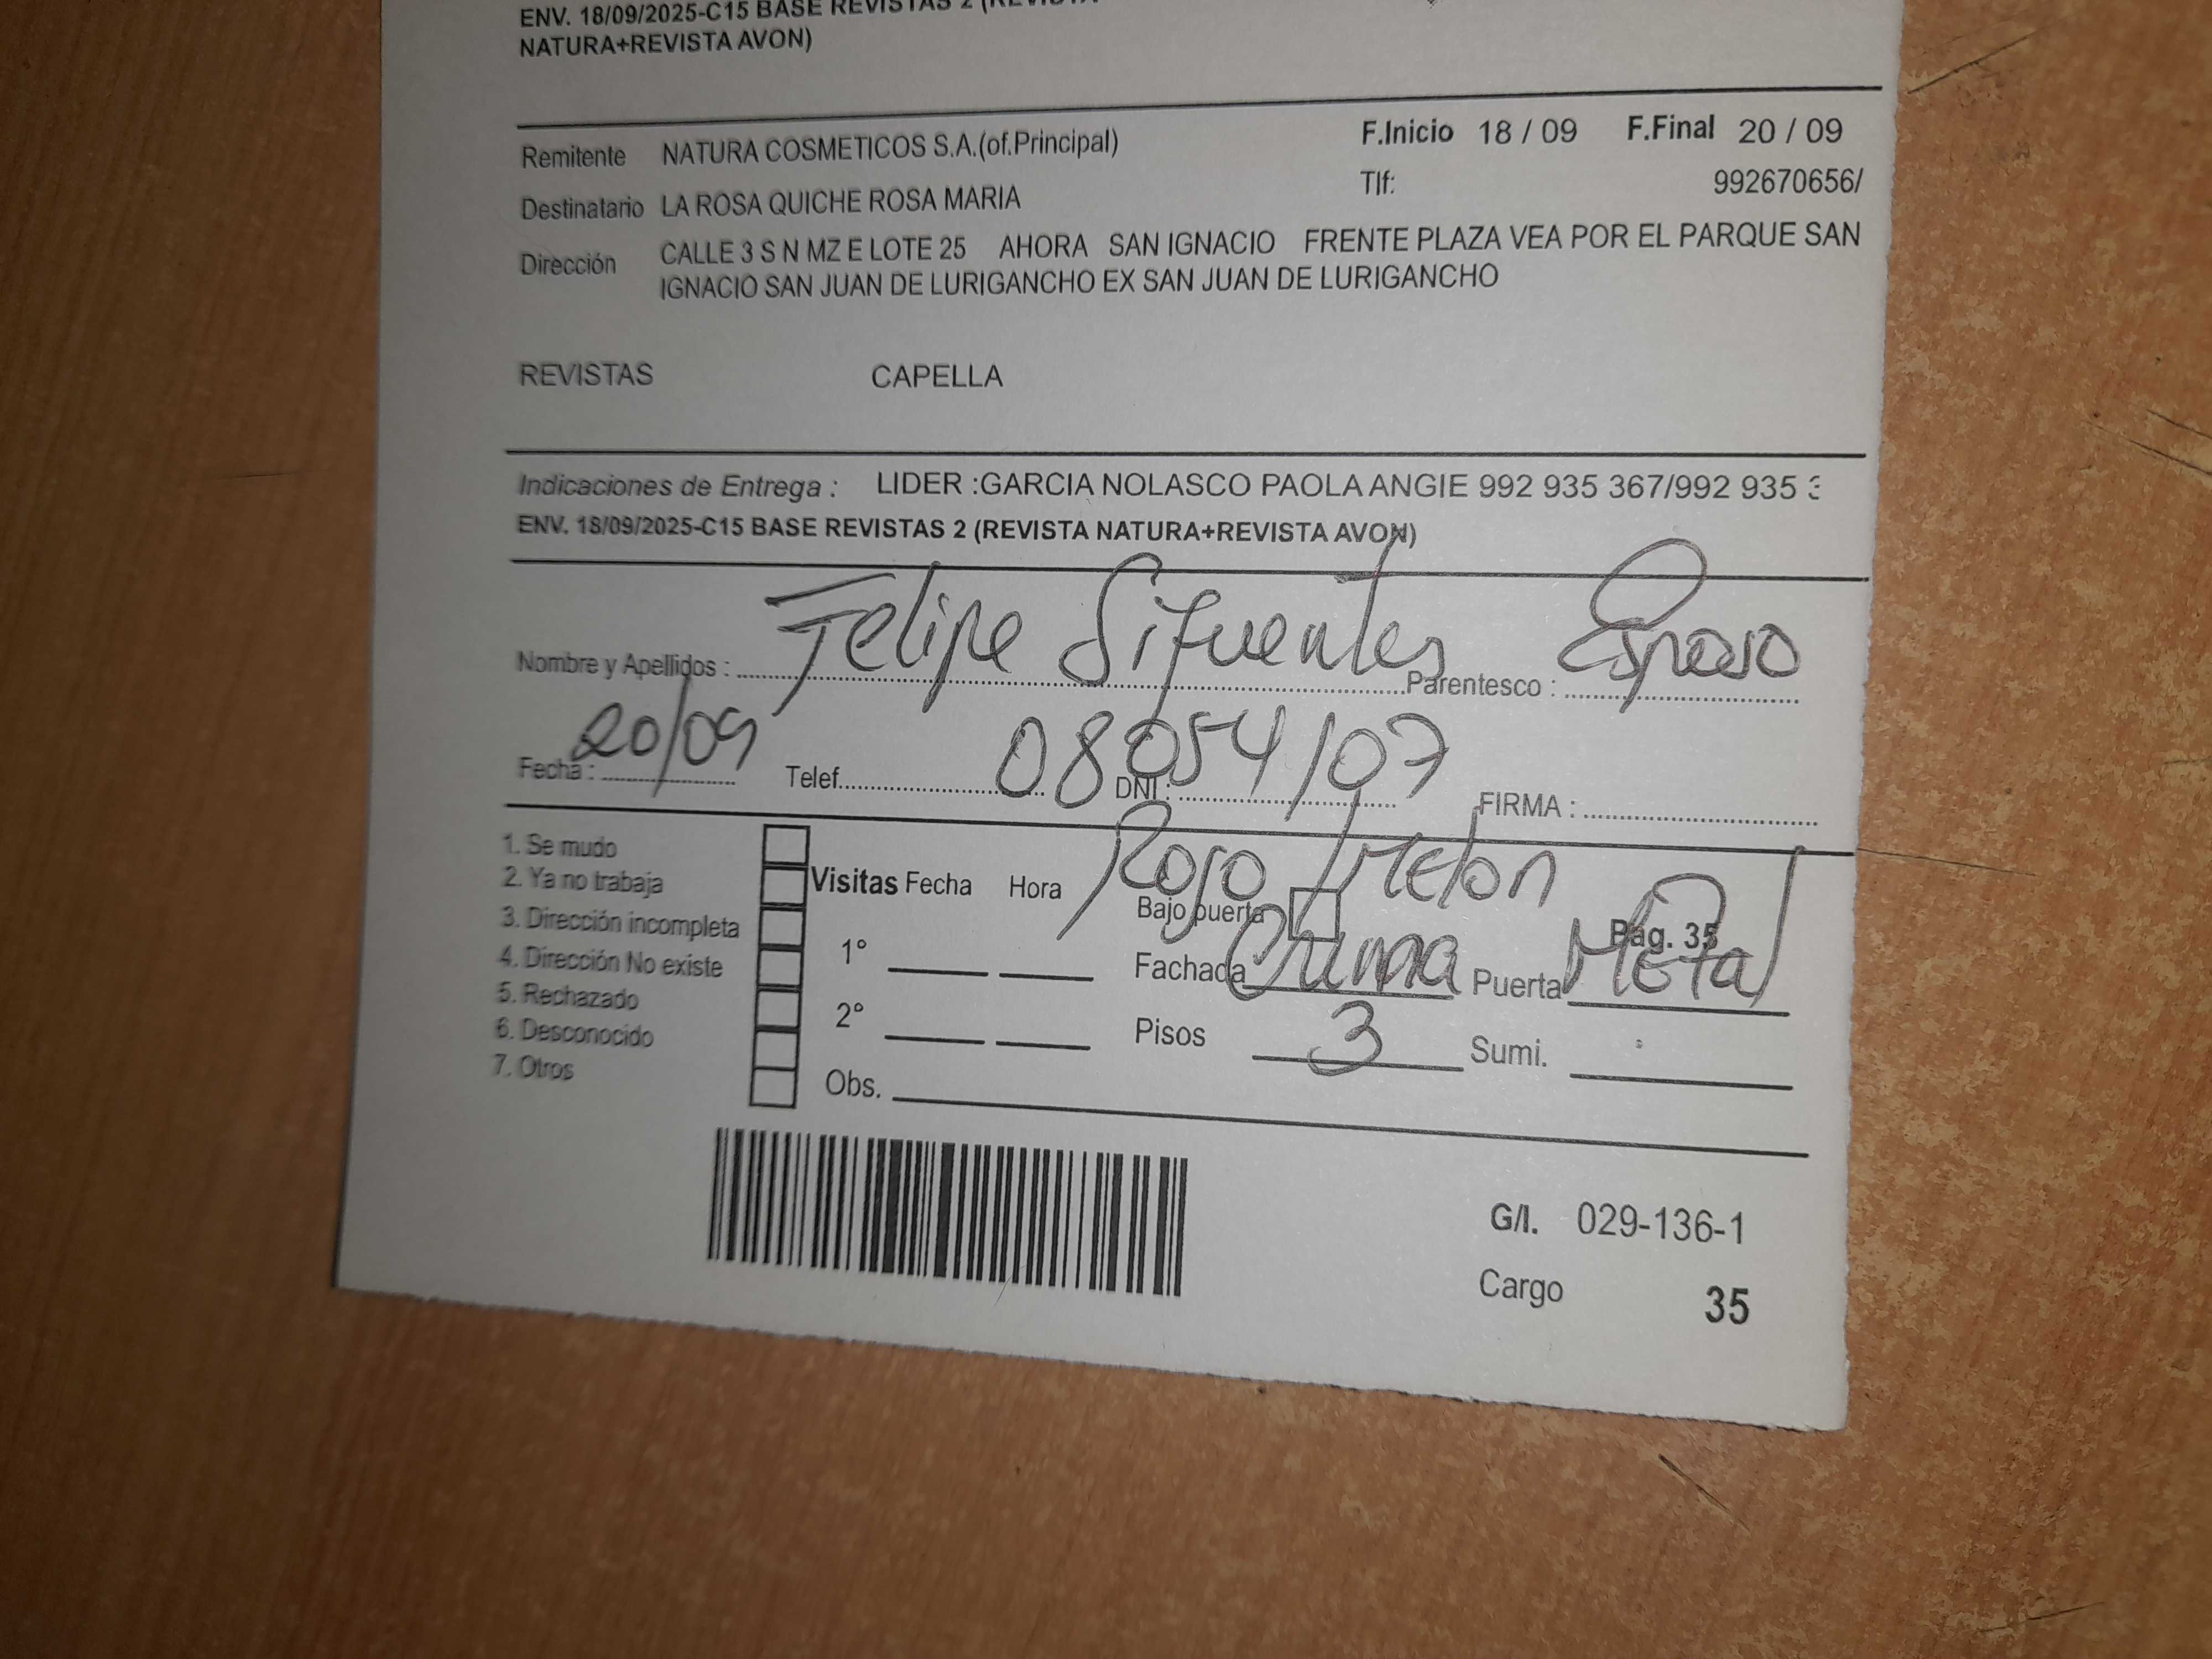 ENV. 18/09/2025-C15 BASE REVISTAS 2 (REVISTA
NATURA+REVISTA AVON)
Remitente NATURA COSMETICOS S.A.(of.Principal) F.Inicio 18 / 09 F.Final 20 / 09
Destinatario LA ROSA QUICHE ROSA MARIA Tlf: 992670656/
Dirección CALLE 3 S N MZ E LOTE 25 AHORA SAN IGNACIO FRENTE PLAZA VEA POR EL PARQUE SAN
IGNACIO SAN JUAN DE LURIGANCHO EX SAN JUAN DE LURIGANCHO
REVISTAS CAPELLA
Indicaciones de Entrega : LIDER :GARCIA NOLASCO PAOLA ANGIE 992 935 367/992 935 3
ENV. 18/09/2025-C15 BASE REVISTAS 2 (REVISTA NATURA+REVISTA AVON)
Nombre y Apellidos : Felipe Sifuentes Parentesco : Esposo
Fecha : 20/09 Telef. DNI : 08054107 FIRMA :
Rojo / Melon
1. Se mudo
2. Ya no trabaja
3. Dirección incompleta
4. Dirección No existe
5. Rechazado
6. Desconocido
7. Otros
Visitas Fecha Hora Bajo puerta Pag. 35
1° Fachada Crema Puerta Metal
2° Pisos 3 Sumi.
Obs.
G/I. 029-136-1
Cargo 35